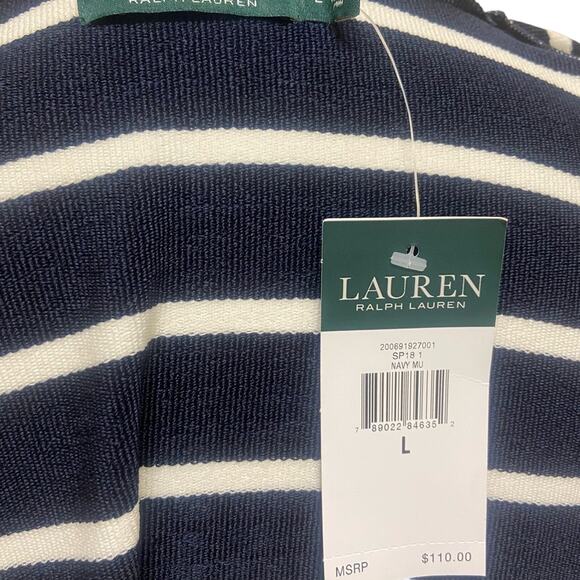 RALPH LAUREN
L
LAUREN
RALPH LAUREN
200691927001
SP18 1
NAVY MU
7 89022 84635 2
L
MSRP $110.00